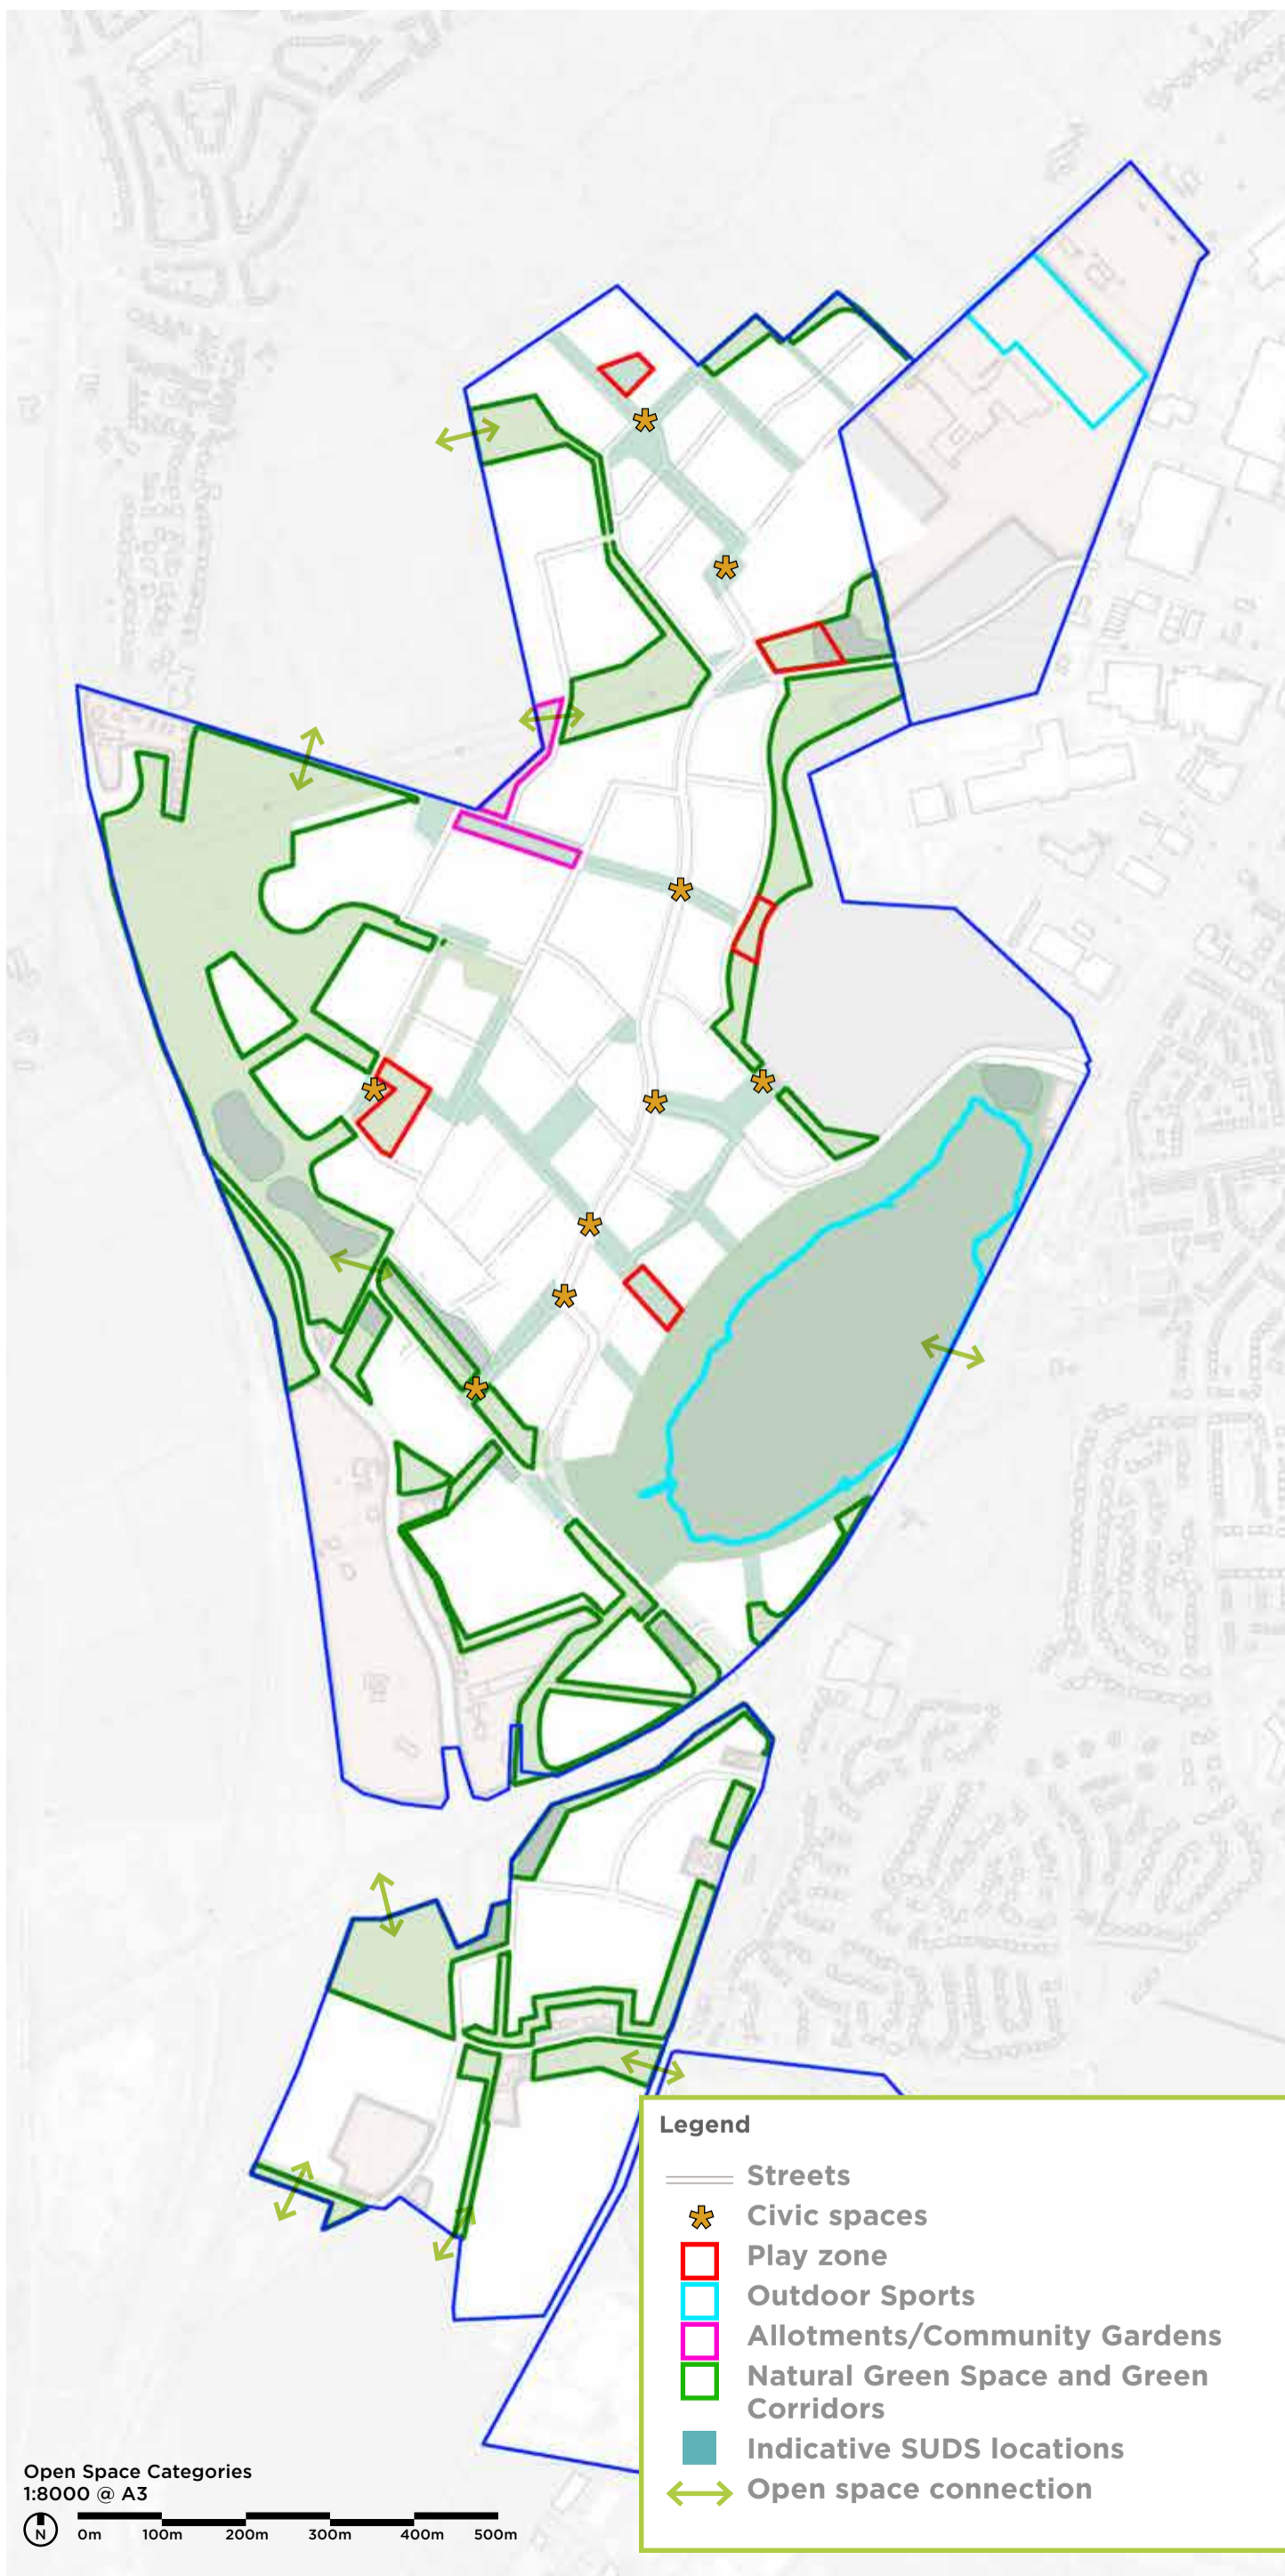 Legend
Streets
Civic spaces
Play zone
Outdoor Sports
Allotments/Community Gardens
Natural Green Space and Green
Corridors
Indicative SUDS locations
Open space connection
Open Space Categories
1:8000 @ A3
N
0m 100m 200m 300m 400m 500m